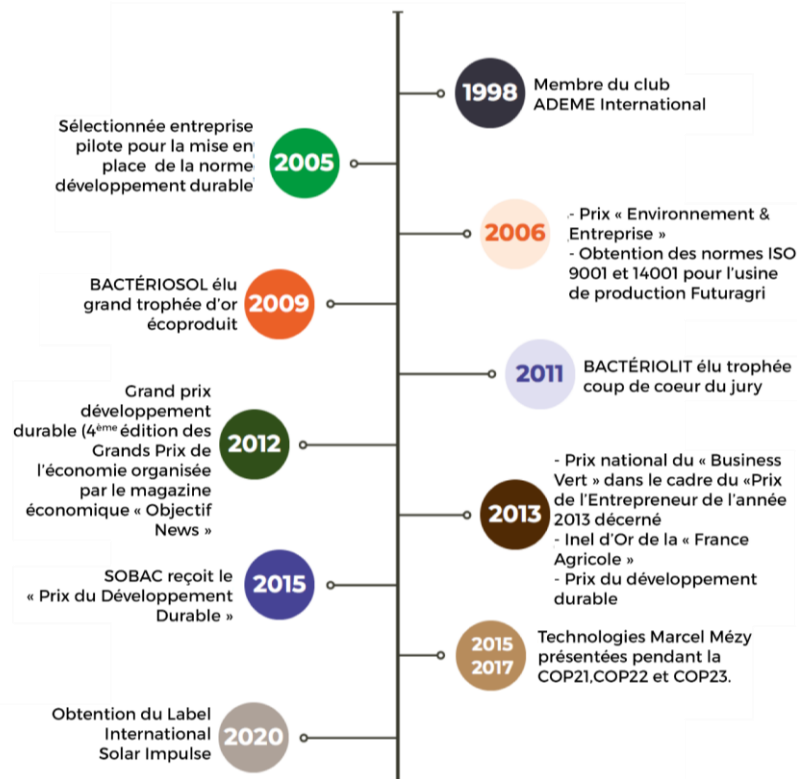 1998
Membre du club
ADEME International
Sélectionnée entreprise
pilote pour la mise en
place de la norme
développement durable
2005
2006
- Prix « Environnement &
Entreprise »
- Obtention des normes ISO
9001 et 14001 pour l'usine
de production Futuragri
BACTÉRIOSOL élu
grand trophée d'or
écoproduit
2009
2011
BACTÉRIOLIT élu trophée
coup de coeur du jury
Grand prix
développement
durable (4ème édition des
Grands Prix de
l'économie organisée
par le magazine
économique « Objectif
News »
2012
2013
- Prix national du « Business
Vert » dans le cadre du «Prix
de l'Entrepreneur de l'année
2013 décerné
- Inel d'Or de la « France
Agricole »
- Prix du développement
durable
SOBAC reçoit le
« Prix du Développement
Durable »
2015
2015
2017
Technologies Marcel Mézy
présentées pendant la
COP21,COP22 et COP23.
Obtention du Label
International
Solar Impulse
2020